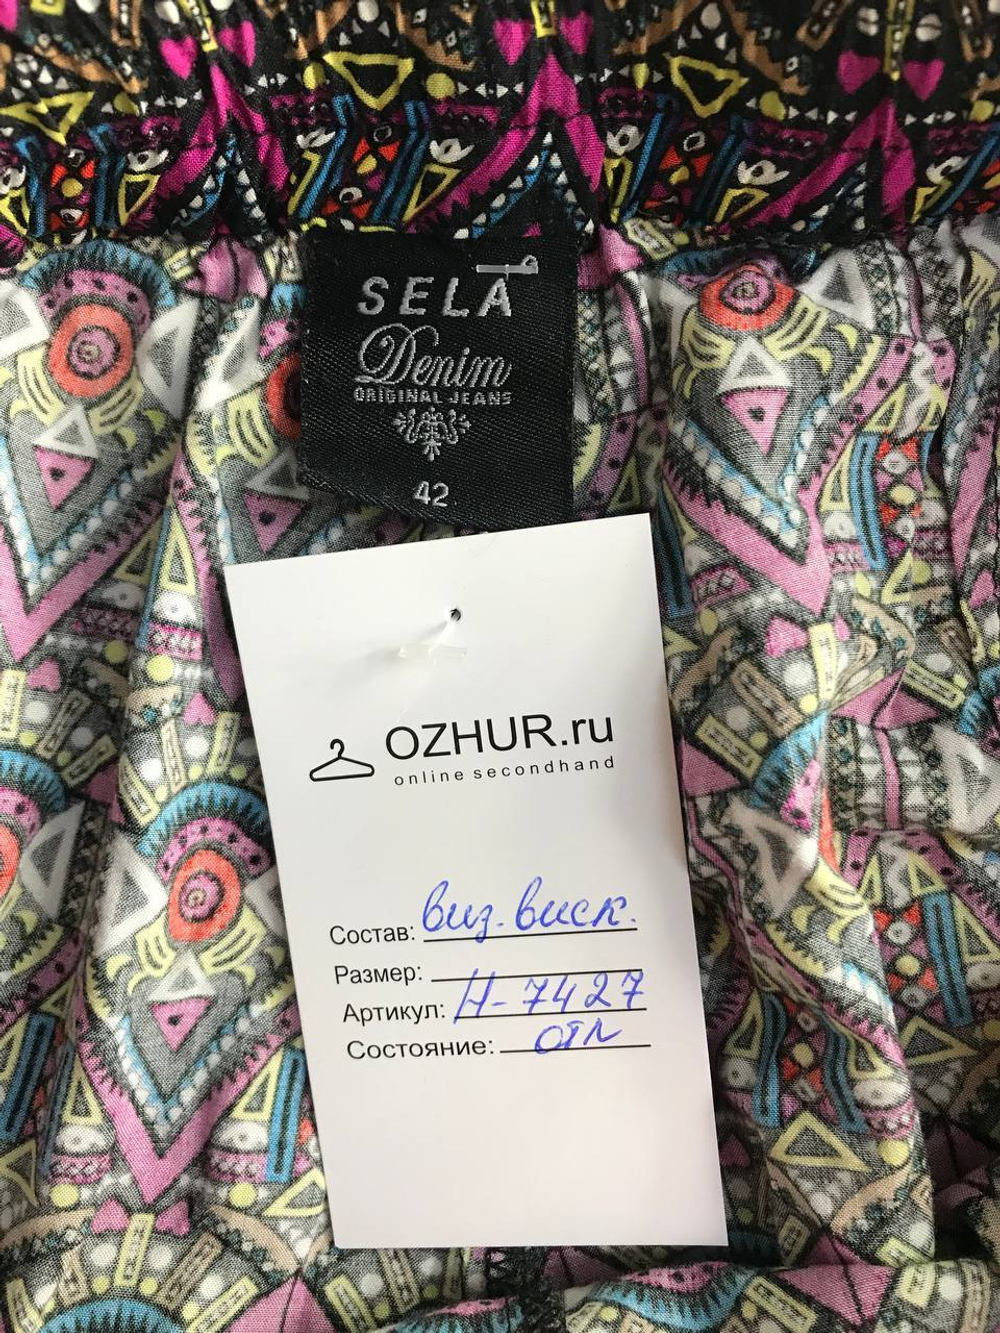 SELA
Denim
ORIGINAL JEANS
42
OZHUR.ru
online secondhand
Состав: виз. виск.
Размер:
Артикул: Н-7427
Состояние: отл